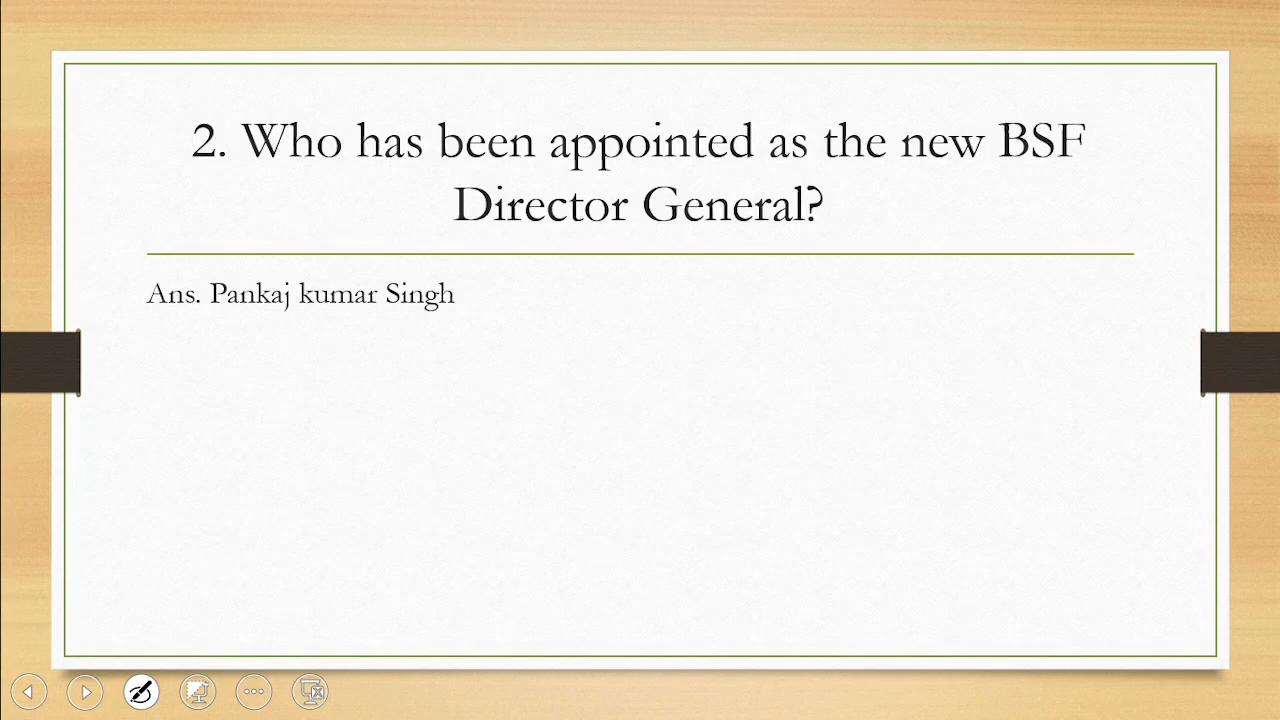 2. Who has been appointed as the new BSF
Director General?
Ans. Pankaj kumar Singh